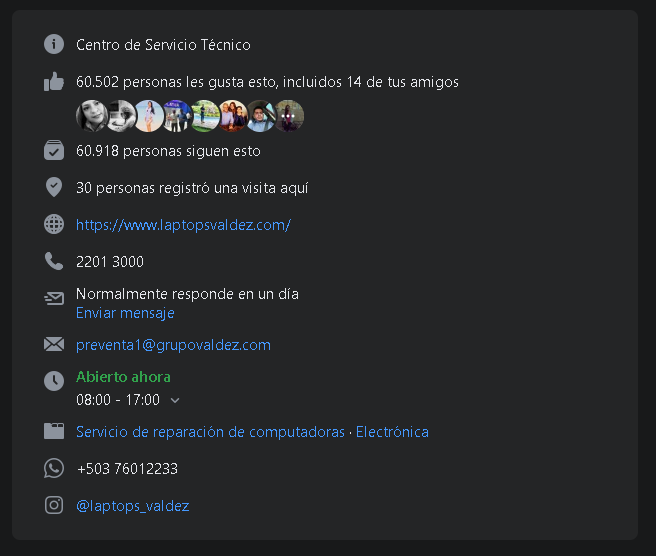 Centro de Servicio Técnico
60.502 personas les gusta esto, incluidos 14 de tus amigos
60.918 personas siguen esto
30 personas registró una visita aquí
https://www.laptopsvaldez.com/
2201 3000
Normalmente responde en un día
Enviar mensaje
preventa1@grupovaldez.com
Abierto ahora
08:00 - 17:00
Servicio de reparación de computadoras · Electrónica
+503 76012233
@laptops_valdez